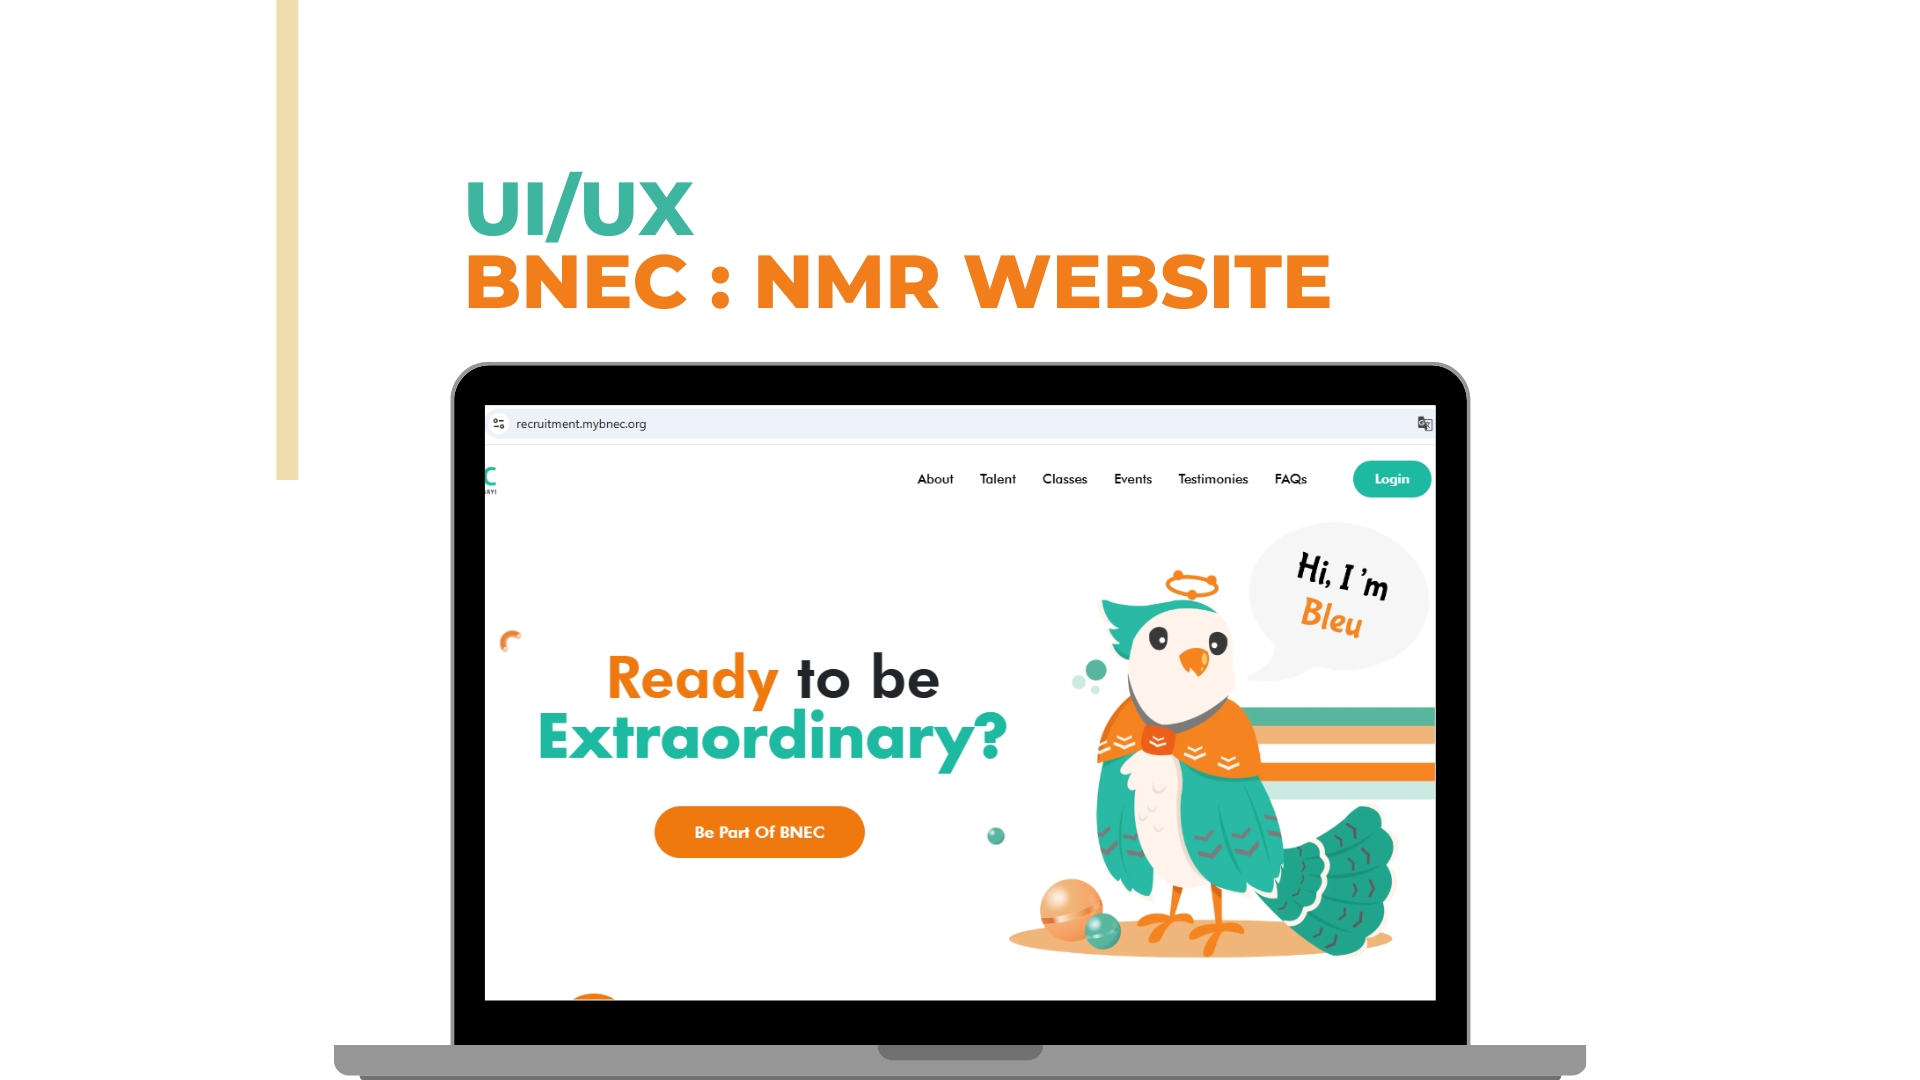 UI/UX
BNEC : NMR WEBSITE
recruitment.mybnec.org
C
About Talent Classes Events Testimonies FAQs Login
Hi, I 'm
Bleu
Ready to be
Extraordinary?
Be Part Of BNEC